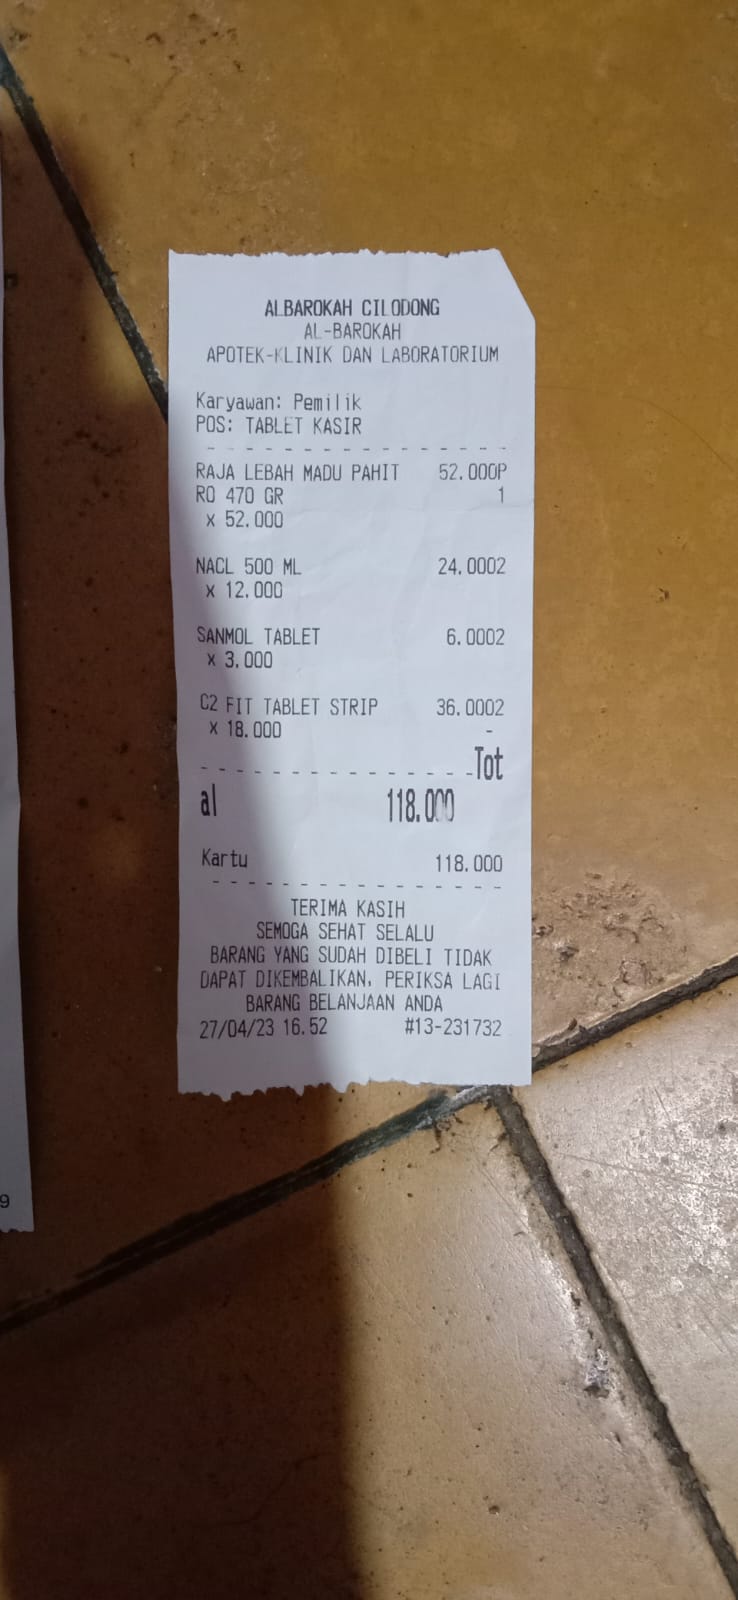 ALBAROKAH CILODONG
AL-BAROKAH
APOTEK-KLINIK DAN LABORATORIUM
Karyawan: Pemilik
POS: TABLET KASIR
- - - - - - - - - - - - - - - -
RAJA LEBAH MADU PAHIT 52.000P
RO 470 GR 1
x 52.000
NACL 500 ML 24.0002
x 12.000
SANMOL TABLET 6.0002
x 3.000
C2 FIT TABLET STRIP 36.0002
x 18.000 -
- - - - - - - - - - - - - - - Tot
al 118.000
Kartu 118.000
- - - - - - - - - - - - - - - -
TERIMA KASIH
SEMOGA SEHAT SELALU
BARANG YANG SUDAH DIBELI TIDAK
DAPAT DIKEMBALIKAN, PERIKSA LAGI
BARANG BELANJAAN ANDA
27/04/23 16.52 #13-231732
9